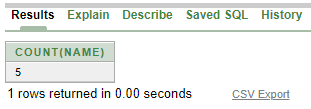 Results Explain Describe Saved SQL History
COUNT(NAME)
5
1 rows returned in 0.00 seconds CSV Export